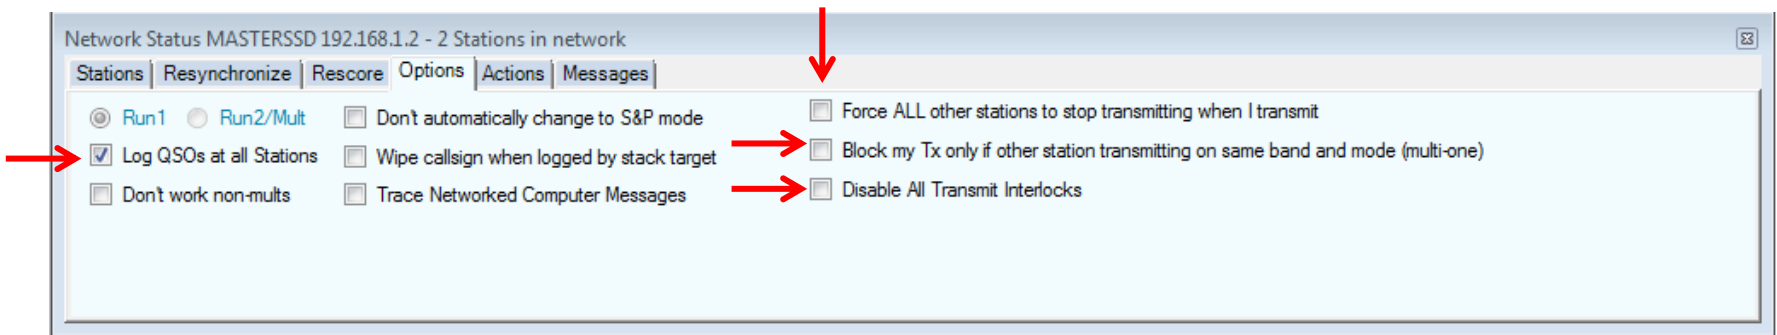 Network Status MASTERSSD 192.168.1.2 - 2 Stations in network
Stations Resynchronize Rescore Options Actions Messages
Run1 Run2/Mult Don't automatically change to S&P mode Force ALL other stations to stop transmitting when I transmit
Log QSOs at all Stations Wipe callsign when logged by stack target Block my Tx only if other station transmitting on same band and mode (multi-one)
Don't work non-mults Trace Networked Computer Messages Disable All Transmit Interlocks